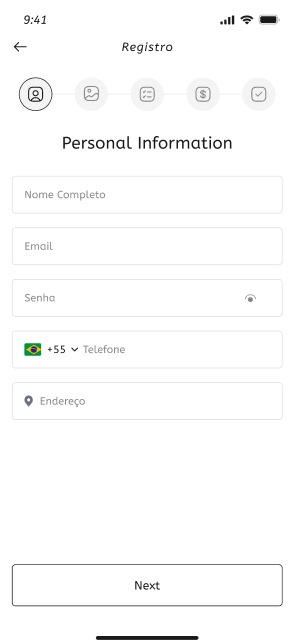 9:41
Registro
Personal Information
Nome Completo
Email
Senha
+55 Telefone
Endereço
Next